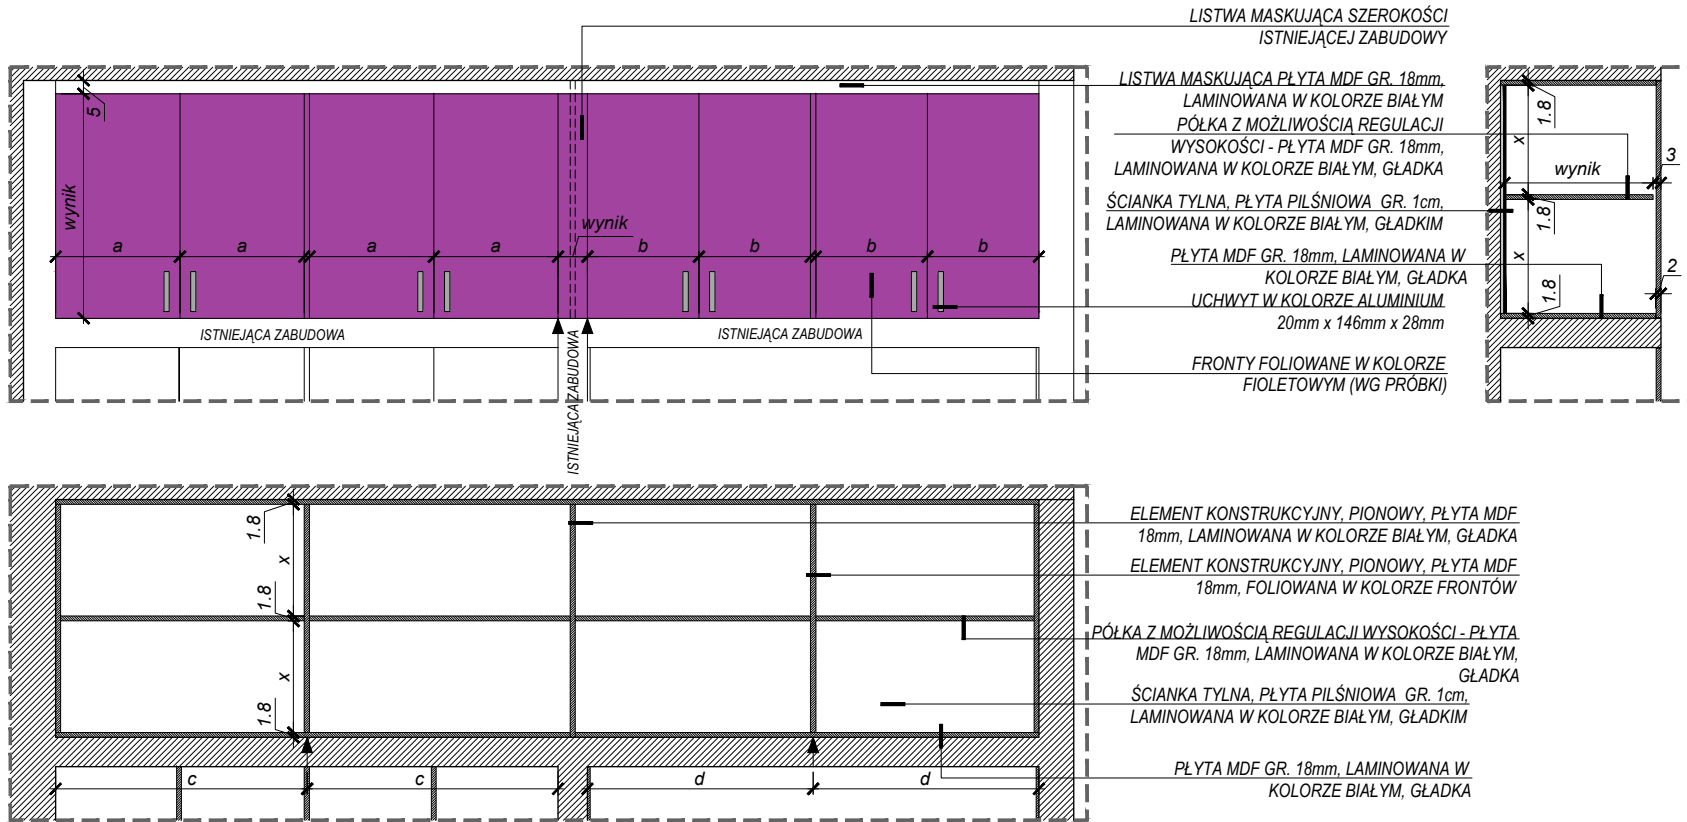 LISTWA MASKUJĄCA SZEROKOŚCI
ISTNIEJĄCEJ ZABUDOWY
LISTWA MASKUJĄCA PŁYTA MDF GR. 18mm,
LAMINOWANA W KOLORZE BIAŁYM
PÓŁKA Z MOŻLIWOŚCIĄ REGULACJI
WYSOKOŚCI - PŁYTA MDF GR. 18mm,
LAMINOWANA W KOLORZE BIAŁYM, GŁADKA
ŚCIANKA TYLNA, PŁYTA PILŚNIOWA GR. 1cm,
LAMINOWANA W KOLORZE BIAŁYM, GŁADKIM
PŁYTA MDF GR. 18mm, LAMINOWANA W
KOLORZE BIAŁYM, GŁADKA
UCHWYT W KOLORZE ALUMINIUM
20mm x 146mm x 28mm
FRONTY FOLIOWANE W KOLORZE
FIOLETOWYM (WG PRÓBKI)
5
wynik
a
a
a
a
wynik
b
b
b
b
ISTNIEJĄCA ZABUDOWA
ISTNIEJĄCA ZABUDOWA
ISTNIEJĄCA ZABUDOWA
1.8
x
wynik
3
1.8
x
2
1.8
1.8
x
1.8
x
1.8
c
c
d
d
ELEMENT KONSTRUKCYJNY, PIONOWY, PŁYTA MDF
18mm, LAMINOWANA W KOLORZE BIAŁYM, GŁADKA
ELEMENT KONSTRUKCYJNY, PIONOWY, PŁYTA MDF
18mm, FOLIOWANA W KOLORZE FRONTÓW
PÓŁKA Z MOŻLIWOŚCIĄ REGULACJI WYSOKOŚCI - PŁYTA
MDF GR. 18mm, LAMINOWANA W KOLORZE BIAŁYM,
GŁADKA
ŚCIANKA TYLNA, PŁYTA PILŚNIOWA GR. 1cm,
LAMINOWANA W KOLORZE BIAŁYM, GŁADKIM
PŁYTA MDF GR. 18mm, LAMINOWANA W
KOLORZE BIAŁYM, GŁADKA